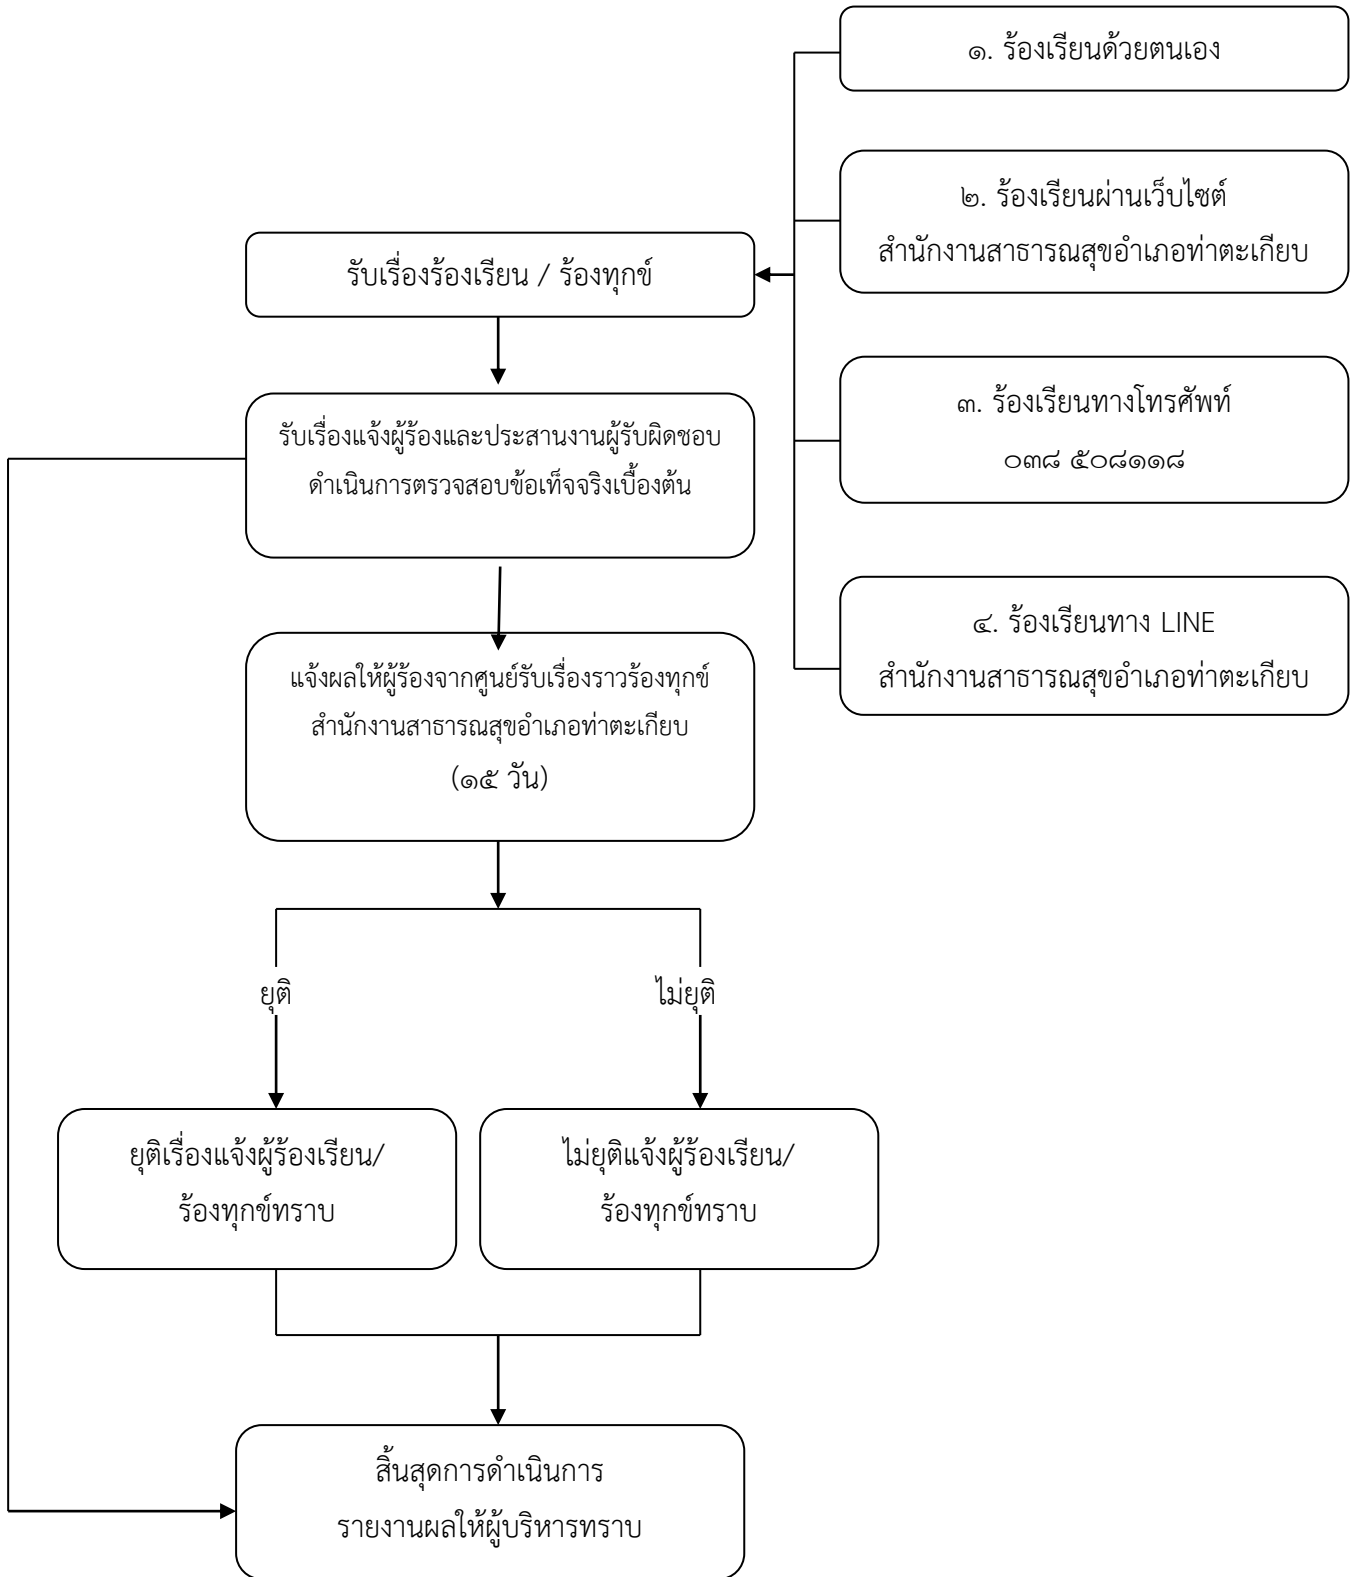 ๑. ร้องเรียนด้วยตนเอง
๒. ร้องเรียนผ่านเว็บไซต์
สำนักงานสาธารณสุขอำเภอท่าตะเกียบ
๓. ร้องเรียนทางโทรศัพท์
๐๓๘ ๕๐๘๑๑๘
๔. ร้องเรียนทาง LINE
สำนักงานสาธารณสุขอำเภอท่าตะเกียบ
รับเรื่องร้องเรียน / ร้องทุกข์
รับเรื่องแจ้งผู้ร้องและประสานงานผู้รับผิดชอบ
ดำเนินการตรวจสอบข้อเท็จจริงเบื้องต้น
แจ้งผลให้ผู้ร้องจากศูนย์รับเรื่องราวร้องทุกข์
สำนักงานสาธารณสุขอำเภอท่าตะเกียบ
(๑๕ วัน)
ยุติ
ไม่ยุติ
ยุติเรื่องแจ้งผู้ร้องเรียน/
ร้องทุกข์ทราบ
ไม่ยุติแจ้งผู้ร้องเรียน/
ร้องทุกข์ทราบ
สิ้นสุดการดำเนินการ
รายงานผลให้ผู้บริหารทราบ